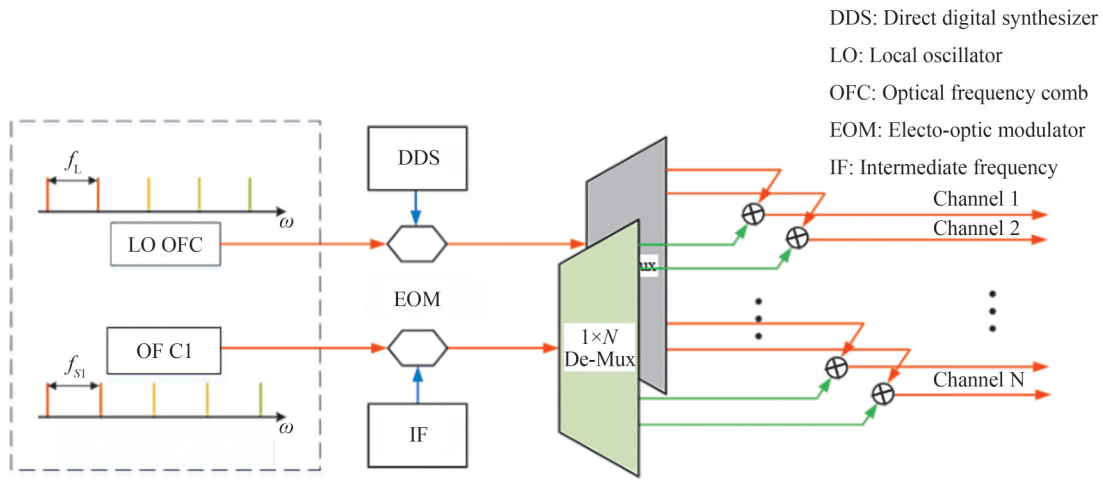 DDS: Direct digital synthesizer
LO: Local oscillator
OFC: Optical frequency comb
EOM: Electo-optic modulator
IF: Intermediate frequency
f_L
ω
LO OFC
DDS
EOM
OF C1
f_S1
ω
IF
ux
1×N
De-Mux
Channel 1
Channel 2
Channel N